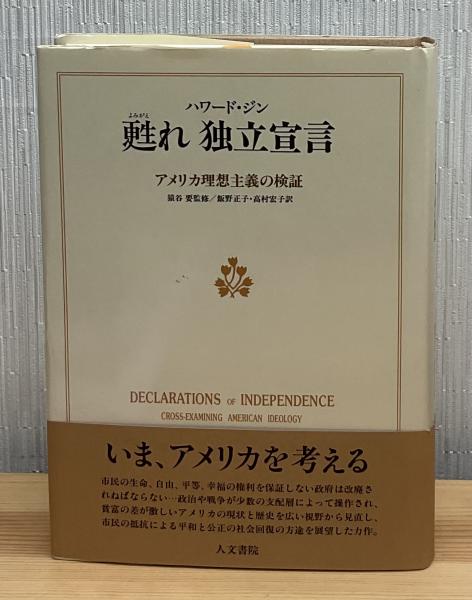 ハワード・ジン
よみがえ
甦れ 独立宣言
アメリカ理想主義の検証
猿谷 要監修／飯野正子・高村宏子訳
DECLARATIONS OF INDEPENDENCE
CROSS-EXAMINING AMERICAN IDEOLOGY
いま、アメリカを考える
市民の生命、自由、平等、幸福の権利を保証しない政府は改廃さ
れねばならない…政治や戦争が少数の支配層によって操作され、
貧富の差が激しいアメリカの現状と歴史を広い視野から見直し、
市民の抵抗による平和と公正の社会回復の方途を展望した力作。
人文書院